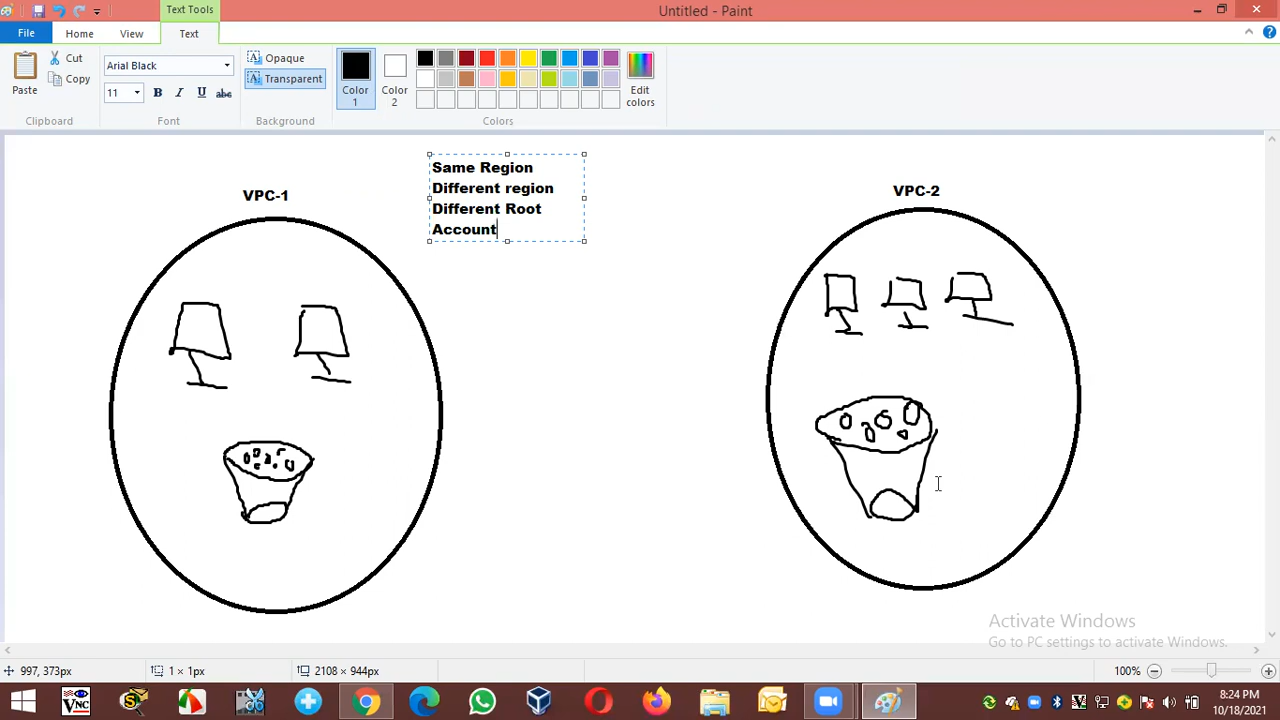 Text Tools
Untitled - Paint
File
Home
View
Text
Paste
Cut
Copy
Clipboard
Arial Black
11
B
I
U
abc
Font
Opaque
Transparent
Background
Color 1
Color 2
Edit colors
Colors
Same Region
Different region
Different Root
Account
VPC-1
VPC-2
Activate Windows
Go to PC settings to activate Windows.
997, 373px
1 × 1px
2108 × 944px
100%
VNC
8:24 PM
10/18/2021